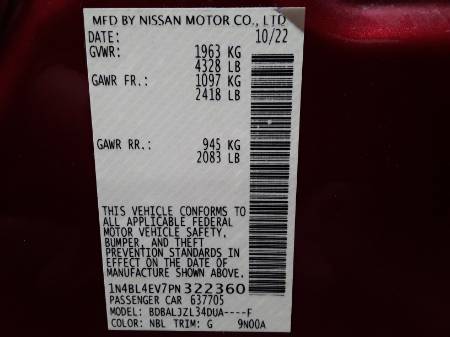 MFD BY NISSAN MOTOR CO., LTD
DATE: 10/22
GVWR: 1963 KG
4328 LB
GAWR FR.: 1097 KG
2418 LB
GAWR RR.: 945 KG
2083 LB
THIS VEHICLE CONFORMS TO
ALL APPLICABLE FEDERAL
MOTOR VEHICLE SAFETY,
BUMPER, AND THEFT
PREVENTION STANDARDS
IN EFFECT ON THE DATE OF
MANUFACTURE SHOWN ABOVE.
1N4BL4EV7PN322360
PASSENGER CAR 637705
MODEL: BDBALJZL34DUA----F
COLOR: NBL TRIM: G 9N00A